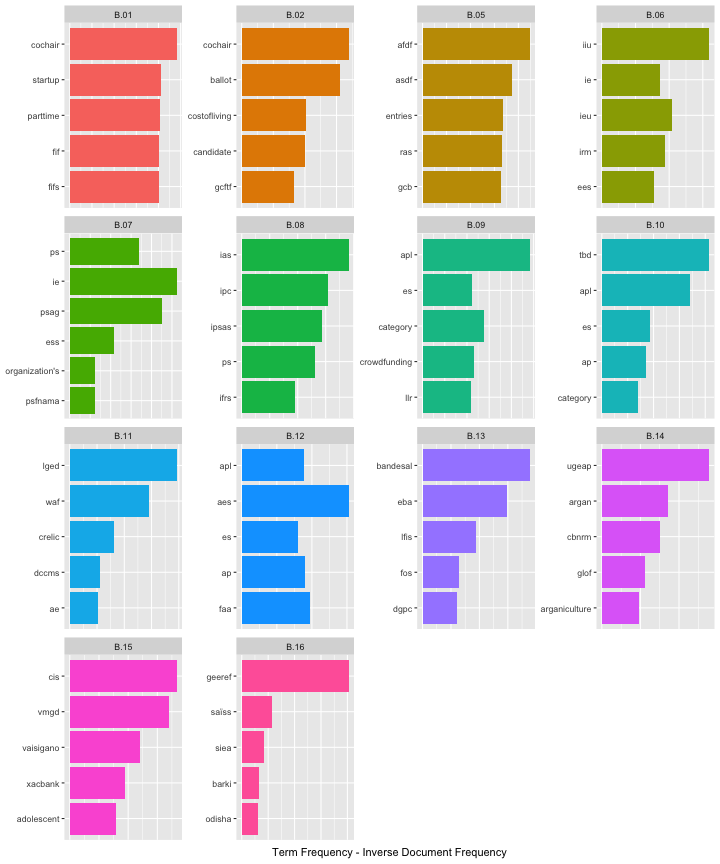 B.01
cochair
startup
parttime
fif
fifs
B.02
cochair
ballot
costofliving
candidate
gcftf
B.05
afdf
asdf
entries
ras
gcb
B.06
iiu
ie
ieu
irm
ees
B.07
ps
ie
psag
ess
organization's
psfnama
B.08
ias
ipc
ipsas
ps
ifrs
B.09
apl
es
category
crowdfunding
llr
B.10
tbd
apl
es
ap
category
B.11
lged
waf
crelic
dccms
ae
B.12
apl
aes
es
ap
faa
B.13
bandesal
eba
lfis
fos
dgpc
B.14
ugeap
argan
cbnrm
glof
arganiculture
B.15
cis
vmgd
vaisigano
xacbank
adolescent
B.16
geeref
saïss
siea
barki
odisha
Term Frequency - Inverse Document Frequency